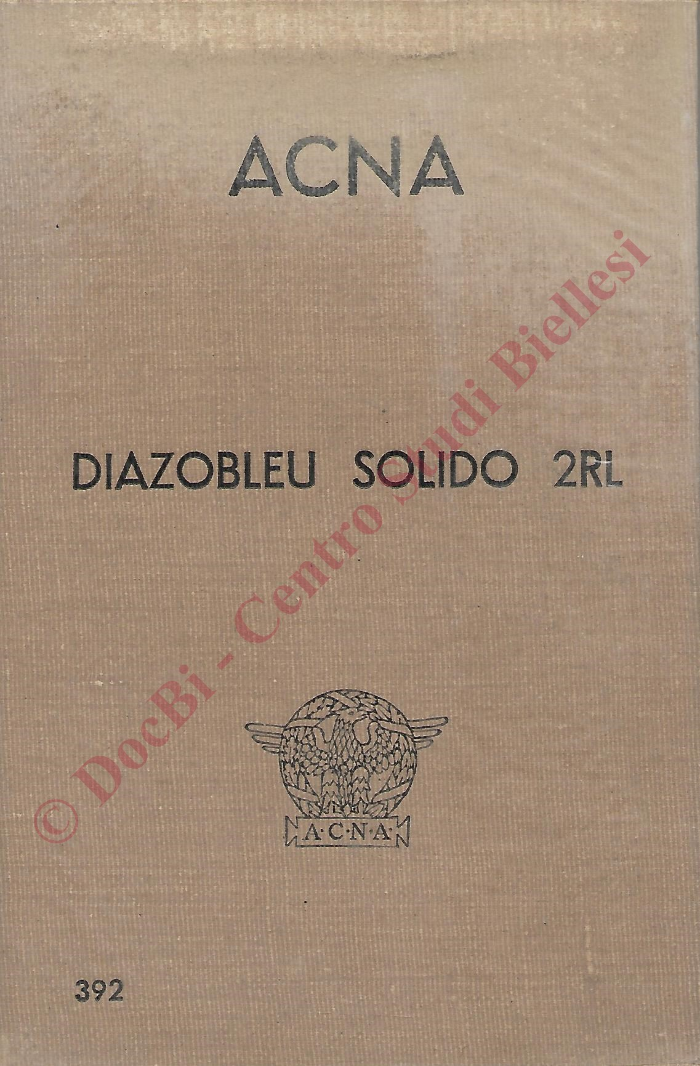 ACNA
DIAZOBLEU SOLIDO 2RL
A·C·N·A·
392
© DocBi - Centro Studi Biellesi